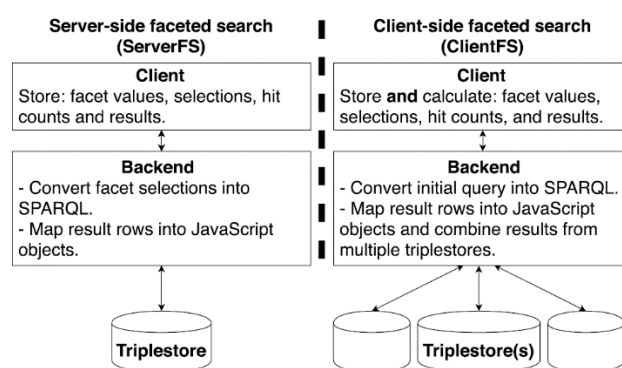 Server-side faceted search
(ServerFS)
Client
Store: facet values, selections, hit
counts and results.
Backend
- Convert facet selections into
SPARQL.
- Map result rows into JavaScript
objects.
Triplestore
Client-side faceted search
(ClientFS)
Client
Store and calculate: facet values,
selections, hit counts, and results.
Backend
- Convert initial query into SPARQL.
- Map result rows into JavaScript
objects and combine results from
multiple triplestores.
Triplestore(s)